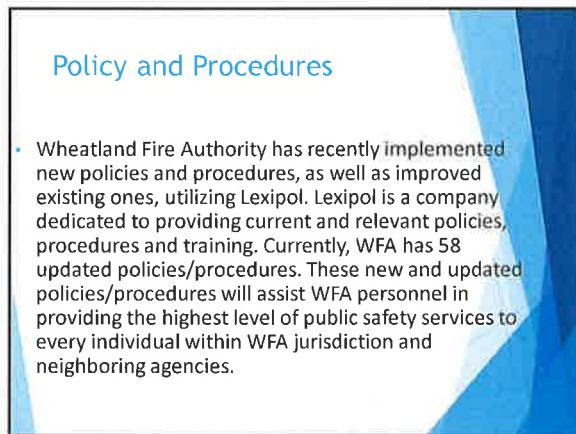 Policy and Procedures
• Wheatland Fire Authority has recently implemented
new policies and procedures, as well as improved
existing ones, utilizing Lexipol. Lexipol is a company
dedicated to providing current and relevant policies,
procedures and training. Currently, WFA has 58
updated policies/procedures. These new and updated
policies/procedures will assist WFA personnel in
providing the highest level of public safety services to
every individual within WFA jurisdiction and
neighboring agencies.